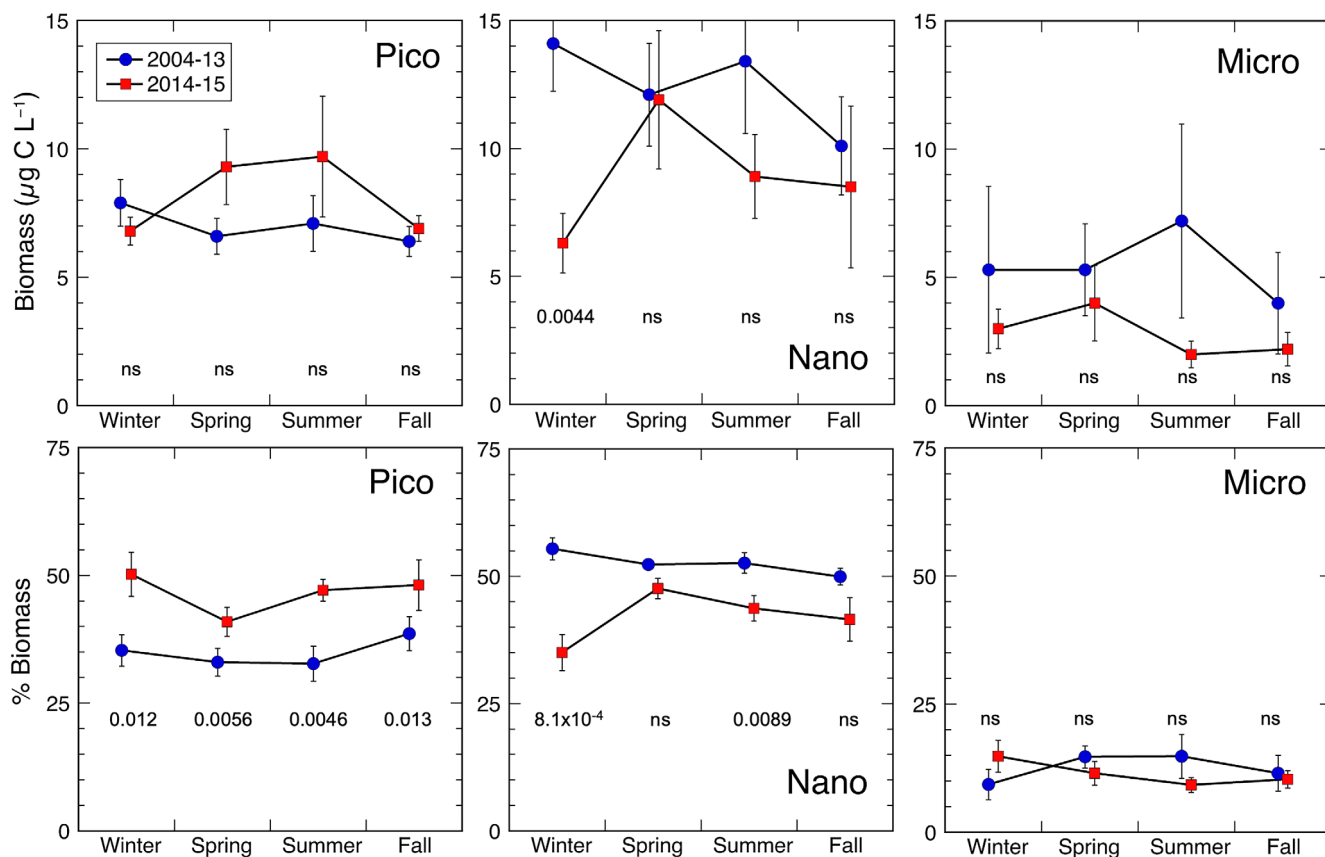 Biomass (µg C L⁻¹)
15
10
5
0
2004-13
2014-15
Pico
ns ns ns ns
Winter Spring Summer Fall
15
10
5
0
0.0044 ns ns ns
Nano
Winter Spring Summer Fall
15
10
5
0
Micro
ns ns ns ns
Winter Spring Summer Fall
% Biomass
75
50
25
0
Pico
0.012 0.0056 0.0046 0.013
Winter Spring Summer Fall
75
50
25
0
8.1x10⁻⁴ ns 0.0089 ns
Nano
Winter Spring Summer Fall
75
50
25
0
Micro
ns ns ns ns
Winter Spring Summer Fall